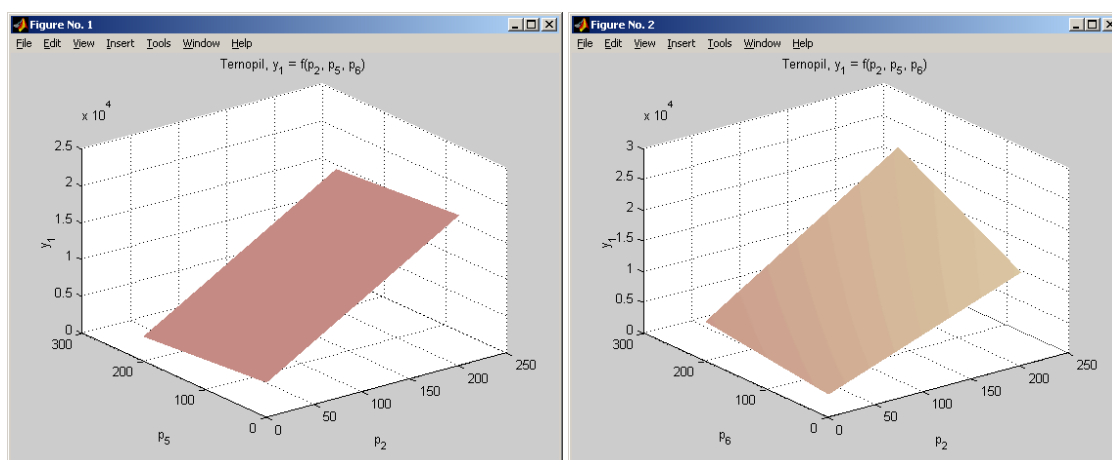 Figure No. 1
File Edit View Insert Tools Window Help
Ternopil, y1 = f(p2, p5, p6)
x 10^4
2.5
2
1.5
1
0.5
0
y1
300
200
100
0
p5
0
50
100
150
200
250
p2
Figure No. 2
File Edit View Insert Tools Window Help
Ternopil, y1 = f(p2, p5, p6)
x 10^4
3
2.5
2
1.5
1
0.5
0
y1
300
200
100
0
p6
0
50
100
150
200
250
p2